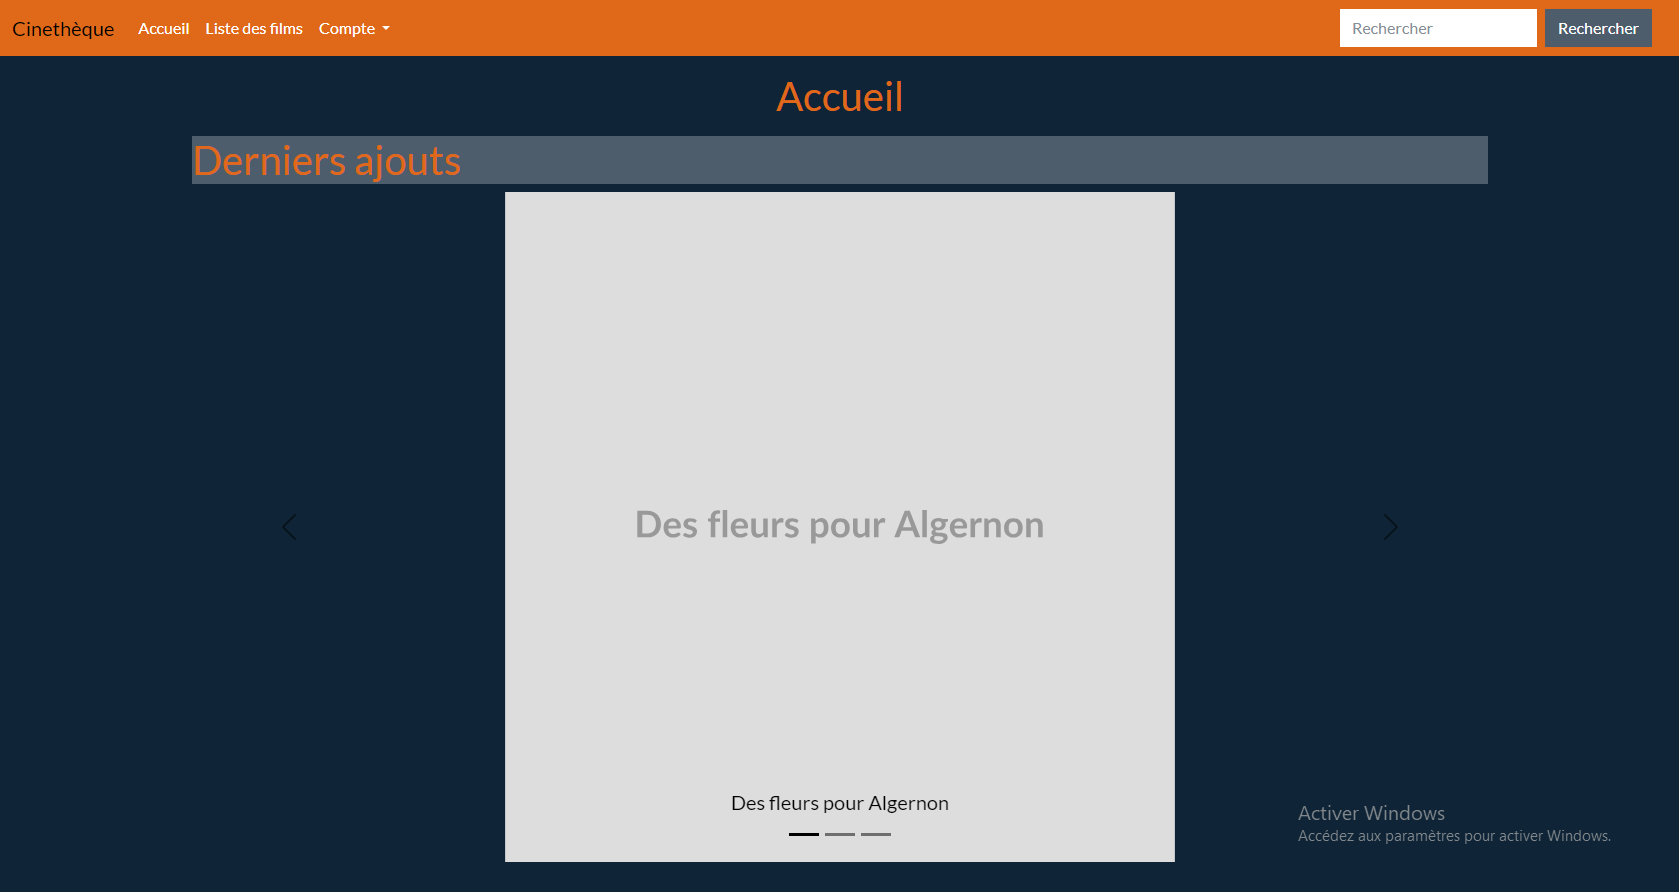 Cinethèque Accueil Liste des films Compte Rechercher Rechercher
Accueil
Derniers ajouts
Des fleurs pour Algernon
Des fleurs pour Algernon
Activer Windows
Accédez aux paramètres pour activer Windows.